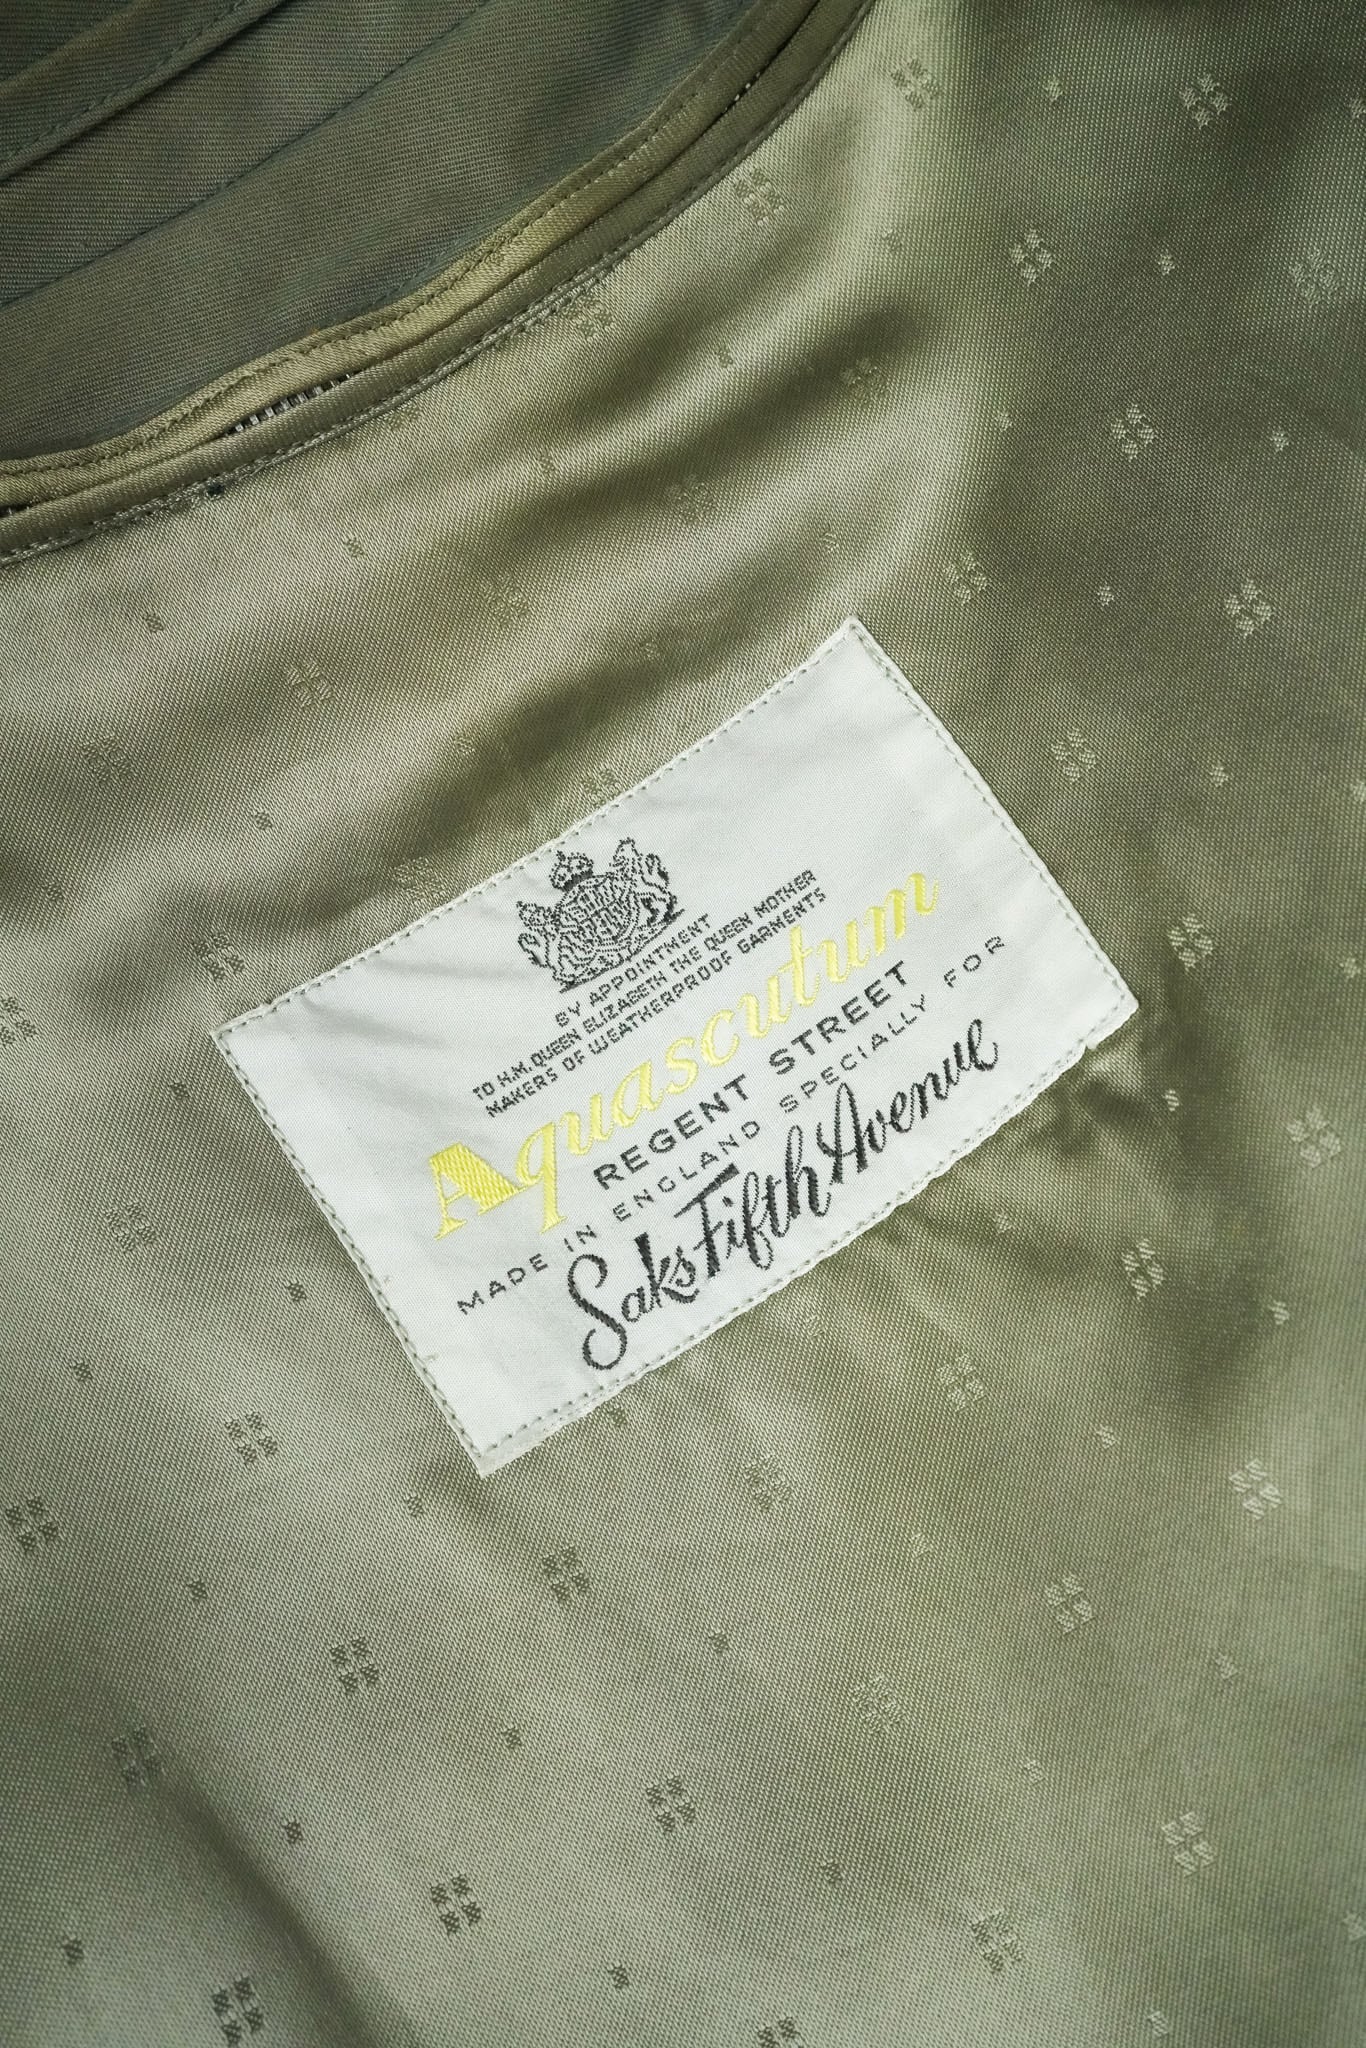 BY APPOINTMENT
TO H.M. QUEEN ELIZABETH THE QUEEN MOTHER
MAKERS OF WEATHERPROOF GARMENTS
Aquascutum
REGENT STREET
MADE IN ENGLAND SPECIALLY FOR
Saks Fifth Avenue